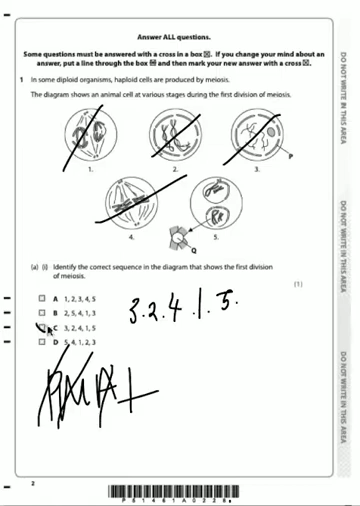 Answer ALL questions.
Some questions must be answered with a cross in a box ☒. If you change your mind about an
answer, put a line through the box and then mark your new answer with a cross ☒.
1 In some diploid organisms, haploid cells are produced by meiosis.
The diagram shows an animal cell at various stages during the first division of meiosis.
P
1. 2. 3.
4. Q 5.
(a) (i) Identify the correct sequence in the diagram that shows the first division
of meiosis.
(1)
A 1, 2, 3, 4, 5
B 2, 5, 4, 1, 3
C 3, 2, 4, 1, 5
D 5, 4, 1, 2, 3
3.2.4.1.5.
PMAT
2
P51461A0228
DO NOT WRITE IN THIS AREA
DO NOT WRITE IN THIS AREA
DO NOT WRITE IN THIS AREA